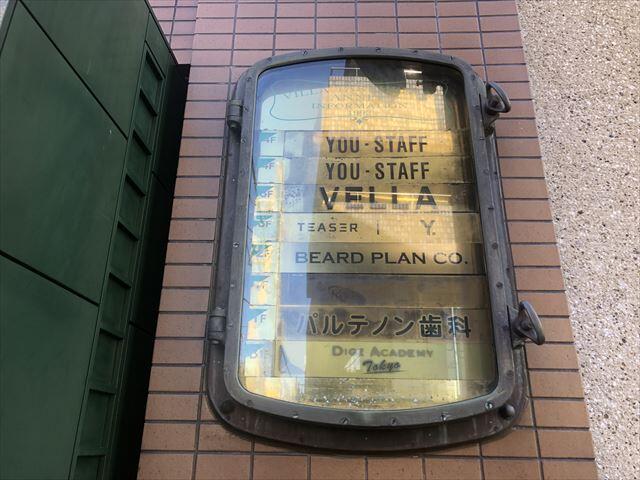 INFORMATION
YOU-STAFF
YOU-STAFF
VELLA
TEASER | Y.
BEARD PLAN CO.
パルテノン歯科
DIGI ACADEMY
Tokyo